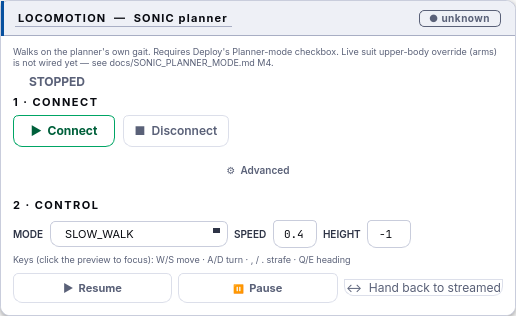 LOCOMOTION — SONIC planner
unknown
Walks on the planner's own gait. Requires Deploy's Planner-mode checkbox. Live suit upper-body override (arms)
is not wired yet — see docs/SONIC_PLANNER_MODE.md M4.
STOPPED
1 · CONNECT
▶ Connect
■ Disconnect
⚙ Advanced
2 · CONTROL
MODE SLOW_WALK SPEED 0.4 HEIGHT -1
Keys (click the preview to focus): W/S move · A/D turn · , / . strafe · Q/E heading
▶ Resume
⏸ Pause
↔ Hand back to streamed